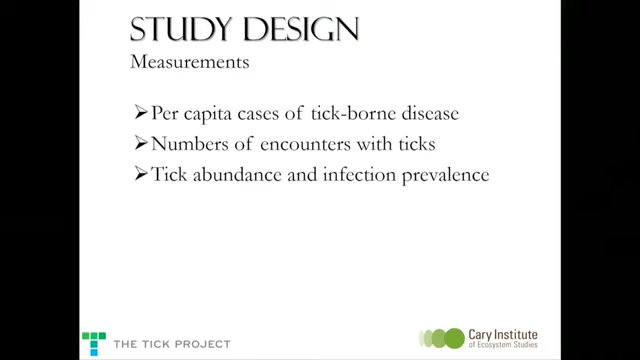 STUDY DESIGN
Measurements
Per capita cases of tick-borne disease
Numbers of encounters with ticks
Tick abundance and infection prevalence
THE TICK PROJECT
Cary Institute
of Ecosystem Studies